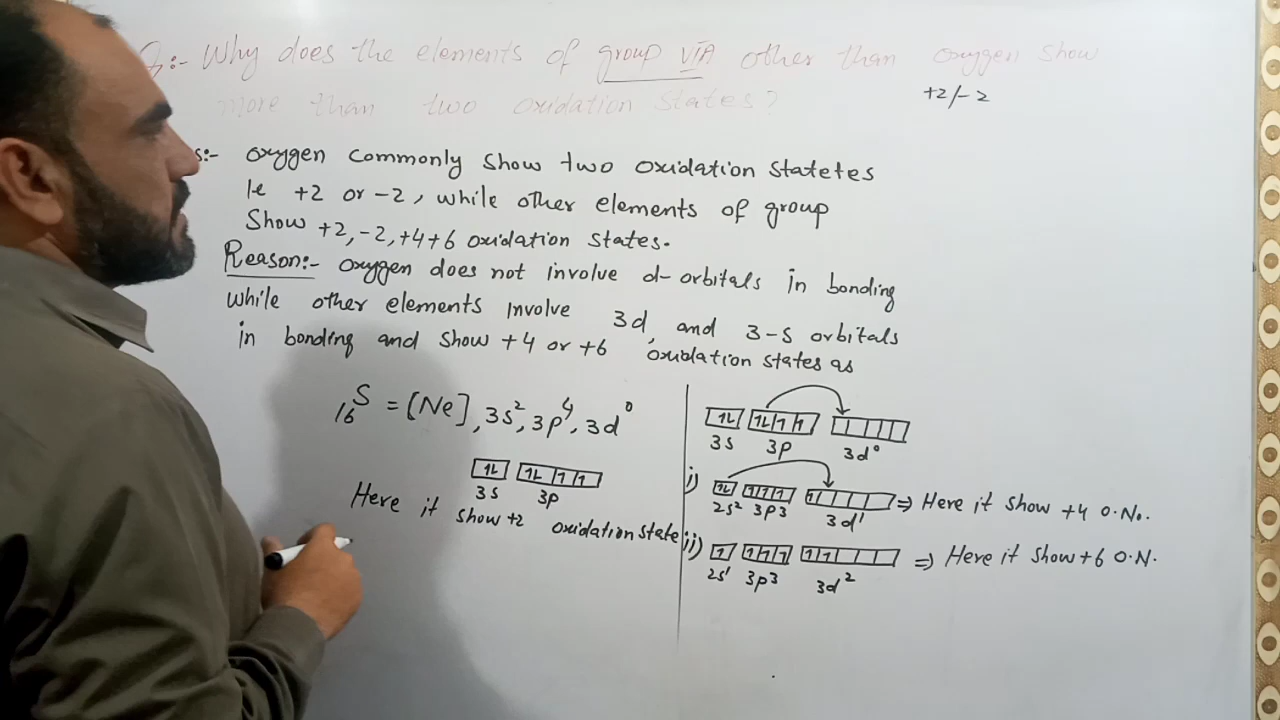 Q:- Why does the elements of group VIA other than oxygen show
more than two oxidation states?
+2/-2
s:- oxygen commonly show two oxidation statetes
ie +2 or -2, while other elements of group
Show +2, -2, +4 +6 oxidation states.
Reason:- oxygen does not involve d-orbitals in bonding
while other elements involve 3d, and 3-s orbitals
in bonding and show +4 or +6 oxidation states as
16S = [Ne], 3s2, 3p4, 3d0
3s 3p
Here it show +2 oxidation state
3s 3p 3d0
i) 2s2 3p3 3d1 ⇒ Here it show +4 O.No.
ii) 2s1 3p3 3d2 ⇒ Here it show +6 O.N.